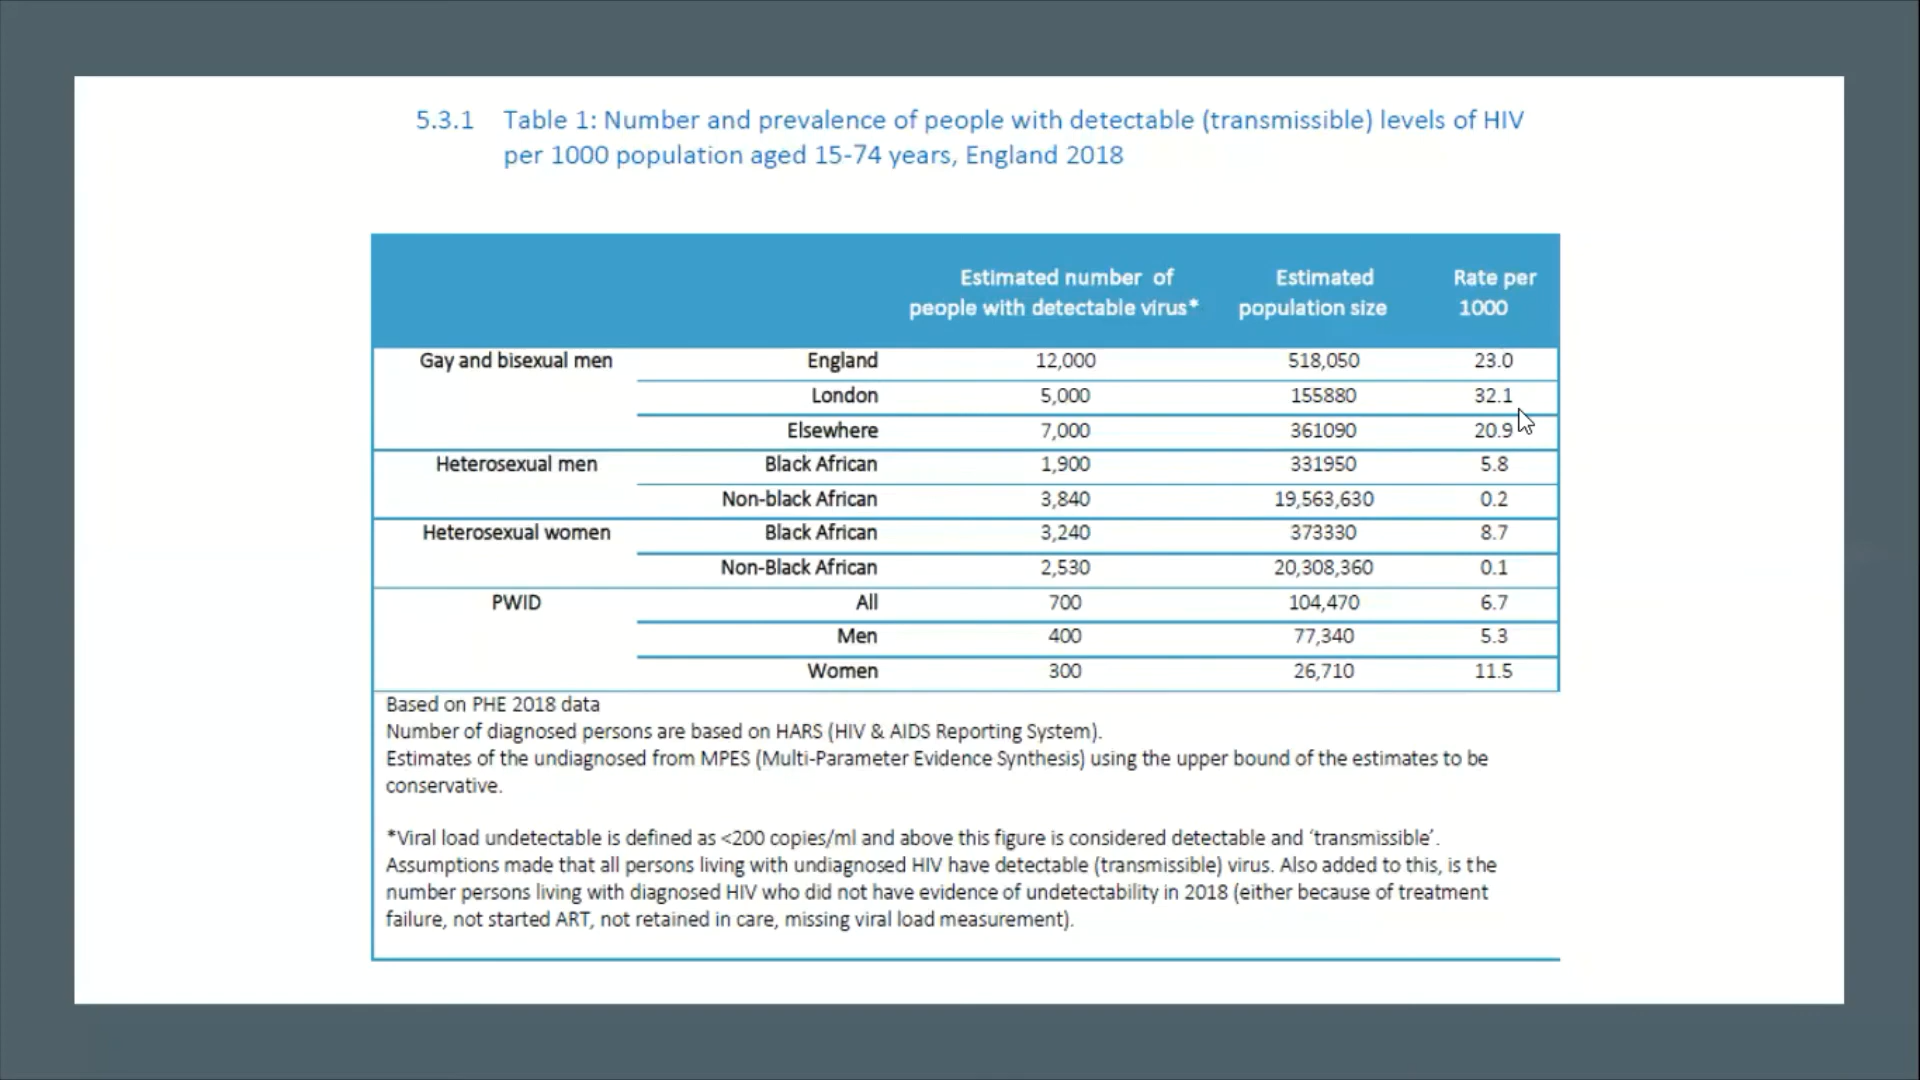 5.3.1 Table 1: Number and prevalence of people with detectable (transmissible) levels of HIV
per 1000 population aged 15-74 years, England 2018
Estimated number of people with detectable virus* Estimated population size Rate per 1000
Gay and bisexual men England 12,000 518,050 23.0
London 5,000 155880 32.1
Elsewhere 7,000 361090 20.9
Heterosexual men Black African 1,900 331950 5.8
Non-black African 3,840 19,563,630 0.2
Heterosexual women Black African 3,240 373330 8.7
Non-Black African 2,530 20,308,360 0.1
PWID All 700 104,470 6.7
Men 400 77,340 5.3
Women 300 26,710 11.5
Based on PHE 2018 data
Number of diagnosed persons are based on HARS (HIV & AIDS Reporting System).
Estimates of the undiagnosed from MPES (Multi-Parameter Evidence Synthesis) using the upper bound of the estimates to be
conservative.
*Viral load undetectable is defined as <200 copies/ml and above this figure is considered detectable and ‘transmissible’.
Assumptions made that all persons living with undiagnosed HIV have detectable (transmissible) virus. Also added to this, is the
number persons living with diagnosed HIV who did not have evidence of undetectability in 2018 (either because of treatment
failure, not started ART, not retained in care, missing viral load measurement).